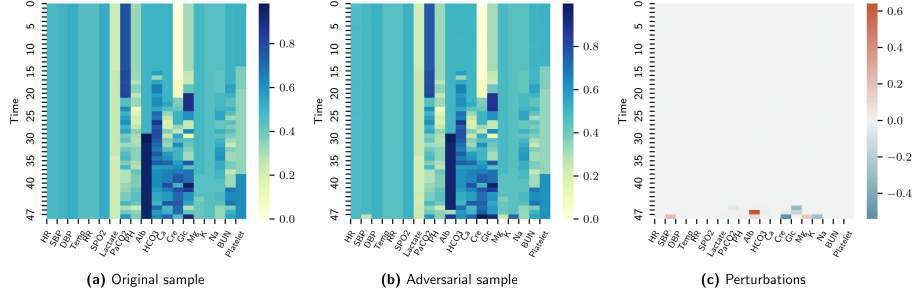 0
5
10
15
20
25
30
35
40
47
Time
HR
SBP
DBP
Temp
RR
SPO2
Lactate
PaCO2
PH
Alb
HCO3
Ca
Cre
Glc
Mg
K
Na
BUN
Platelet
0.8
0.6
0.4
0.2
0.0
(a) Original sample
0
5
10
15
20
25
30
35
40
47
Time
HR
SBP
DBP
Temp
RR
SPO2
Lactate
PaCO2
PH
Alb
HCO3
Ca
Cre
Glc
Mg
K
Na
BUN
Platelet
0.8
0.6
0.4
0.2
0.0
(b) Adversarial sample
0
5
10
15
20
25
30
35
40
47
Time
HR
SBP
DBP
Temp
RR
SPO2
Lactate
PaCO2
PH
Alb
HCO3
Ca
Cre
Glc
Mg
K
Na
BUN
Platelet
0.6
0.4
0.2
0.0
−0.2
−0.4
(c) Perturbations